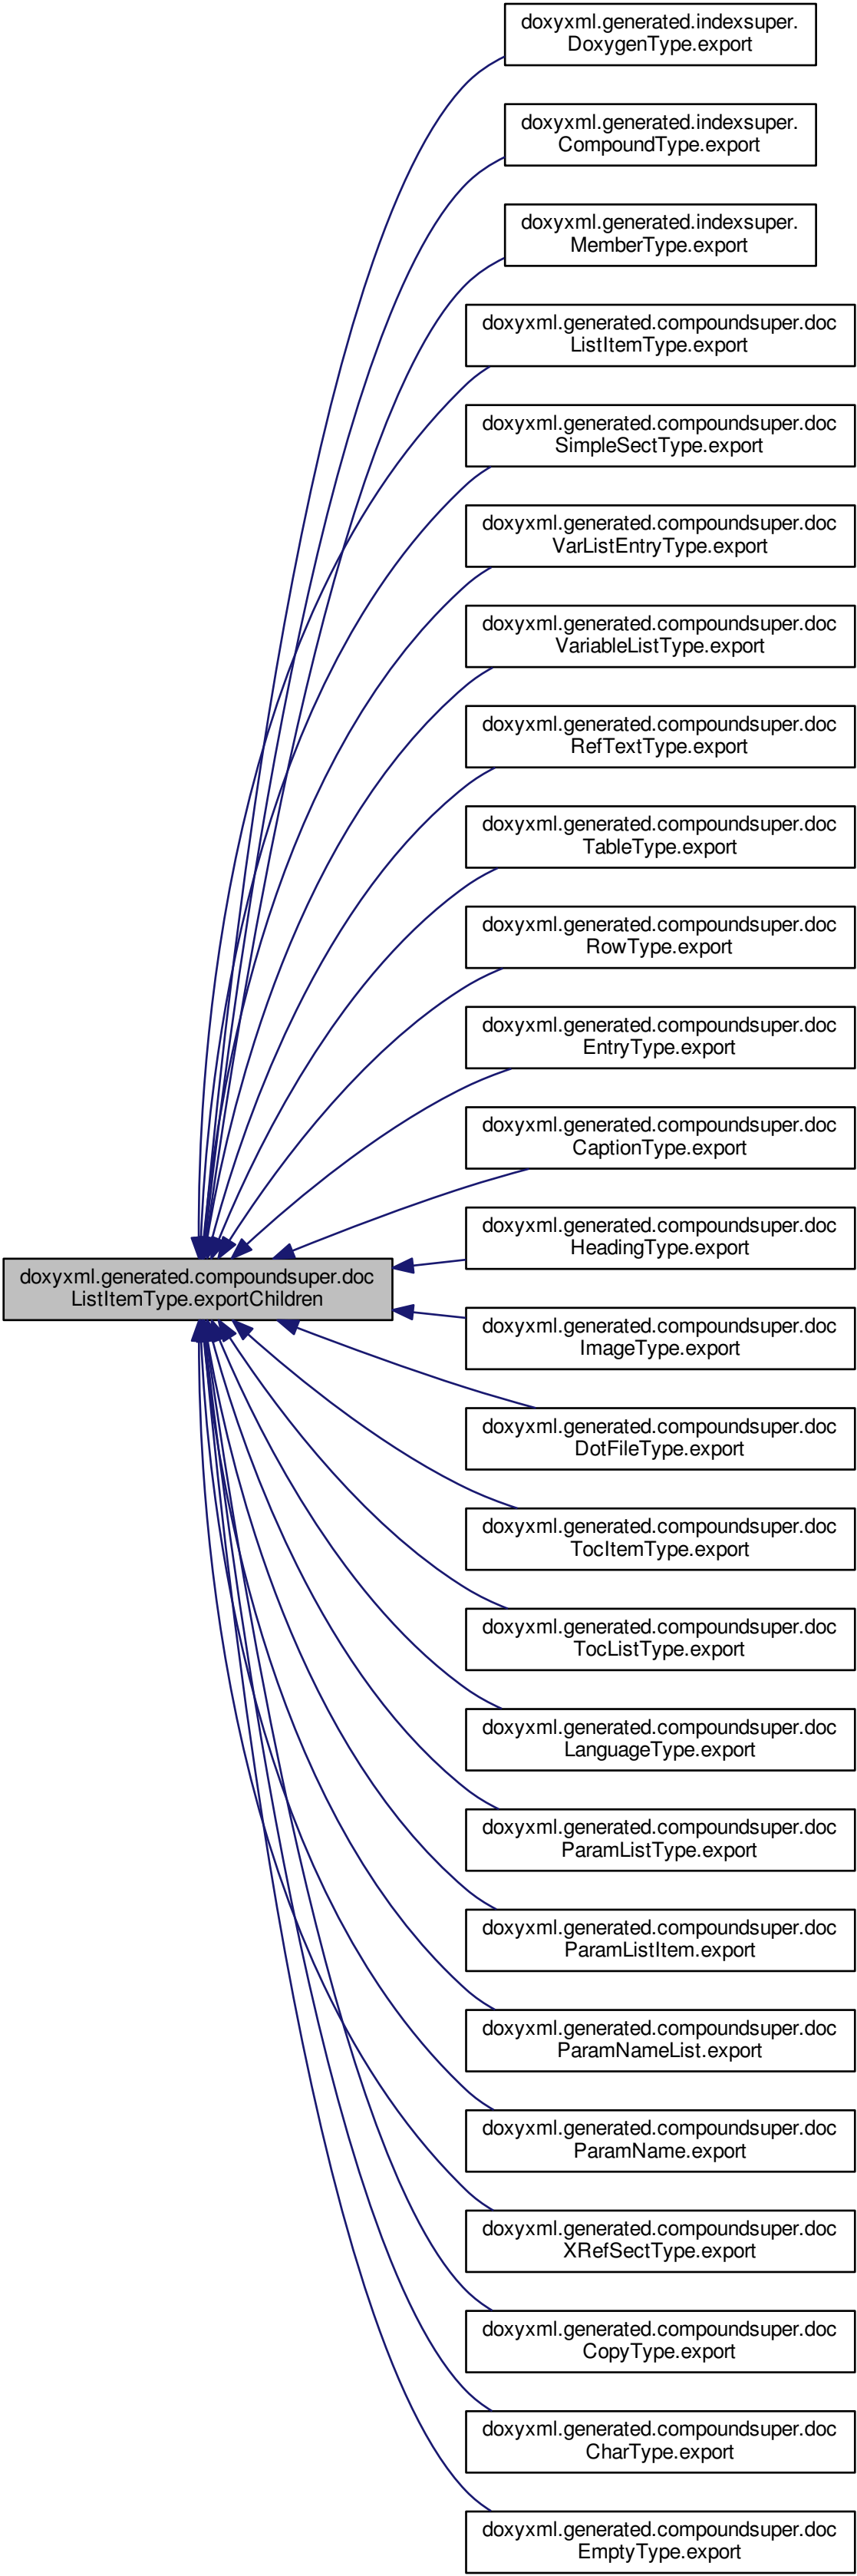 doxyxml.generated.indexsuper.
DoxygenType.export
doxyxml.generated.indexsuper.
CompoundType.export
doxyxml.generated.indexsuper.
MemberType.export
doxyxml.generated.compoundsuper.doc
ListItemType.export
doxyxml.generated.compoundsuper.doc
SimpleSectType.export
doxyxml.generated.compoundsuper.doc
VarListEntryType.export
doxyxml.generated.compoundsuper.doc
VariableListType.export
doxyxml.generated.compoundsuper.doc
RefTextType.export
doxyxml.generated.compoundsuper.doc
TableType.export
doxyxml.generated.compoundsuper.doc
RowType.export
doxyxml.generated.compoundsuper.doc
EntryType.export
doxyxml.generated.compoundsuper.doc
CaptionType.export
doxyxml.generated.compoundsuper.doc
HeadingType.export
doxyxml.generated.compoundsuper.doc
ListItemType.exportChildren
doxyxml.generated.compoundsuper.doc
ImageType.export
doxyxml.generated.compoundsuper.doc
DotFileType.export
doxyxml.generated.compoundsuper.doc
TocItemType.export
doxyxml.generated.compoundsuper.doc
TocListType.export
doxyxml.generated.compoundsuper.doc
LanguageType.export
doxyxml.generated.compoundsuper.doc
ParamListType.export
doxyxml.generated.compoundsuper.doc
ParamListItem.export
doxyxml.generated.compoundsuper.doc
ParamNameList.export
doxyxml.generated.compoundsuper.doc
ParamName.export
doxyxml.generated.compoundsuper.doc
XRefSectType.export
doxyxml.generated.compoundsuper.doc
CopyType.export
doxyxml.generated.compoundsuper.doc
CharType.export
doxyxml.generated.compoundsuper.doc
EmptyType.export